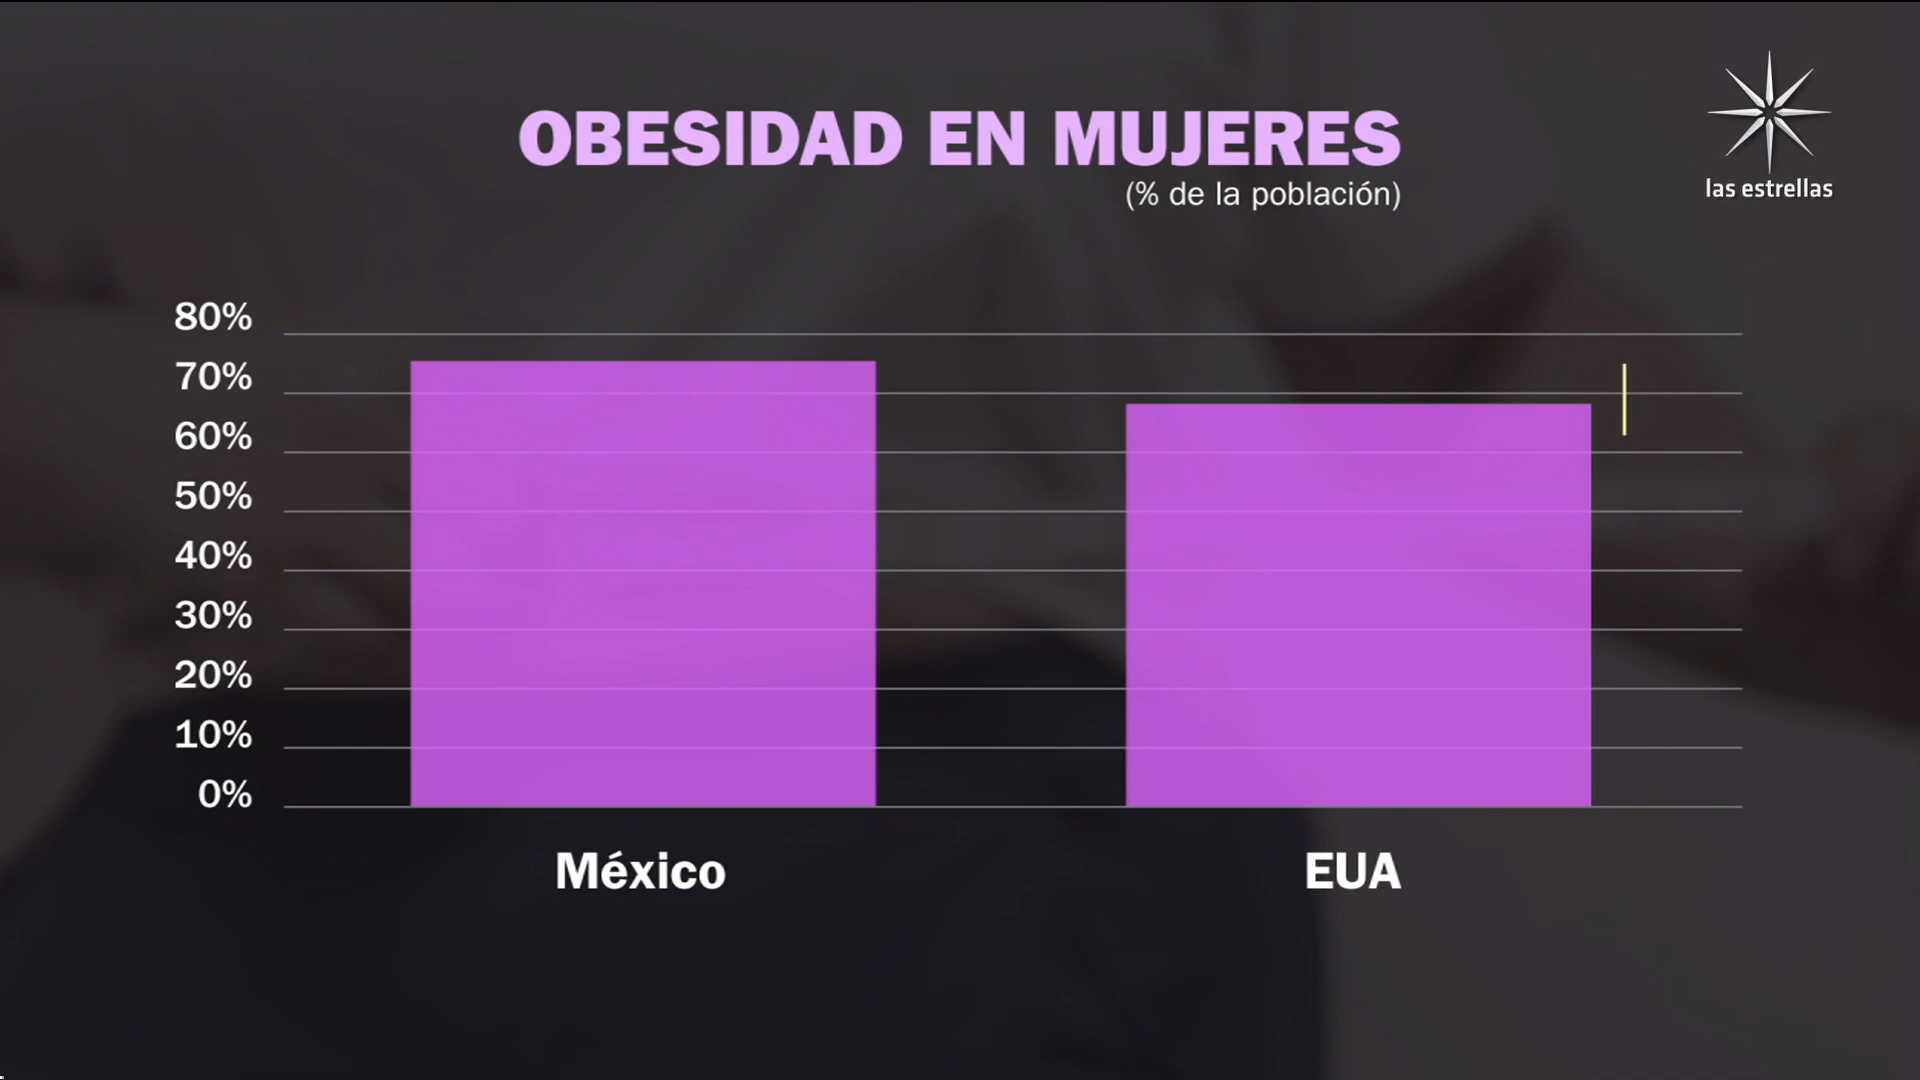 OBESIDAD EN MUJERES
(% de la población)
las estrellas
80%
70%
60%
50%
40%
30%
20%
10%
0%
México
EUA